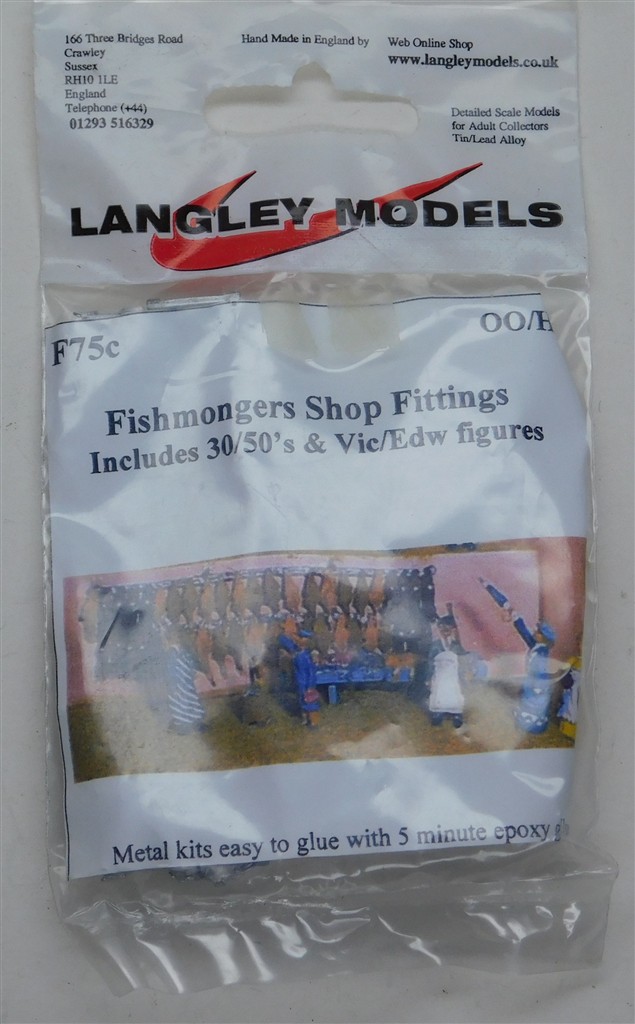 166 Three Bridges Road
Crawley
Sussex
RH10 1LE
England
Telephone (+44)
01293 516329
Hand Made in England by
Web Online Shop
www.langleymodels.co.uk
Detailed Scale Models
for Adult Collectors
Tin/Lead Alloy
LANGLEY MODELS
F75c
OO/H
Fishmongers Shop Fittings
Includes 30/50's & Vic/Edw figures
Metal kits easy to glue with 5 minute epoxy